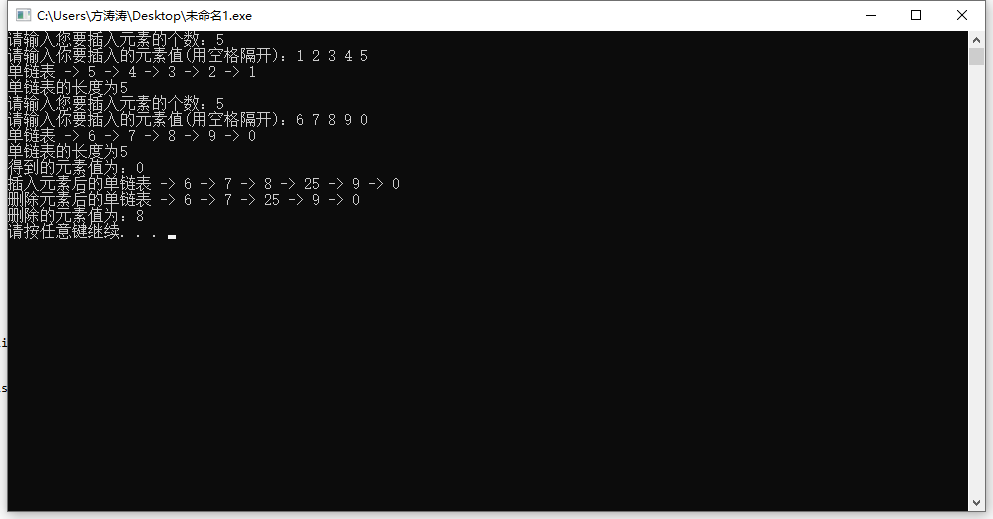 C:\Users\方涛涛\Desktop\未命名1.exe
请输入您要插入元素的个数：5
请输入你要插入的元素值(用空格隔开)：1 2 3 4 5
单链表 -> 5 -> 4 -> 3 -> 2 -> 1
单链表的长度为5
请输入您要插入元素的个数：5
请输入你要插入的元素值(用空格隔开)：6 7 8 9 0
单链表 -> 6 -> 7 -> 8 -> 9 -> 0
单链表的长度为5
得到的元素值为：0
插入元素后的单链表 -> 6 -> 7 -> 8 -> 25 -> 9 -> 0
删除元素后的单链表 -> 6 -> 7 -> 25 -> 9 -> 0
删除的元素值为：8
请按任意键继续. . .